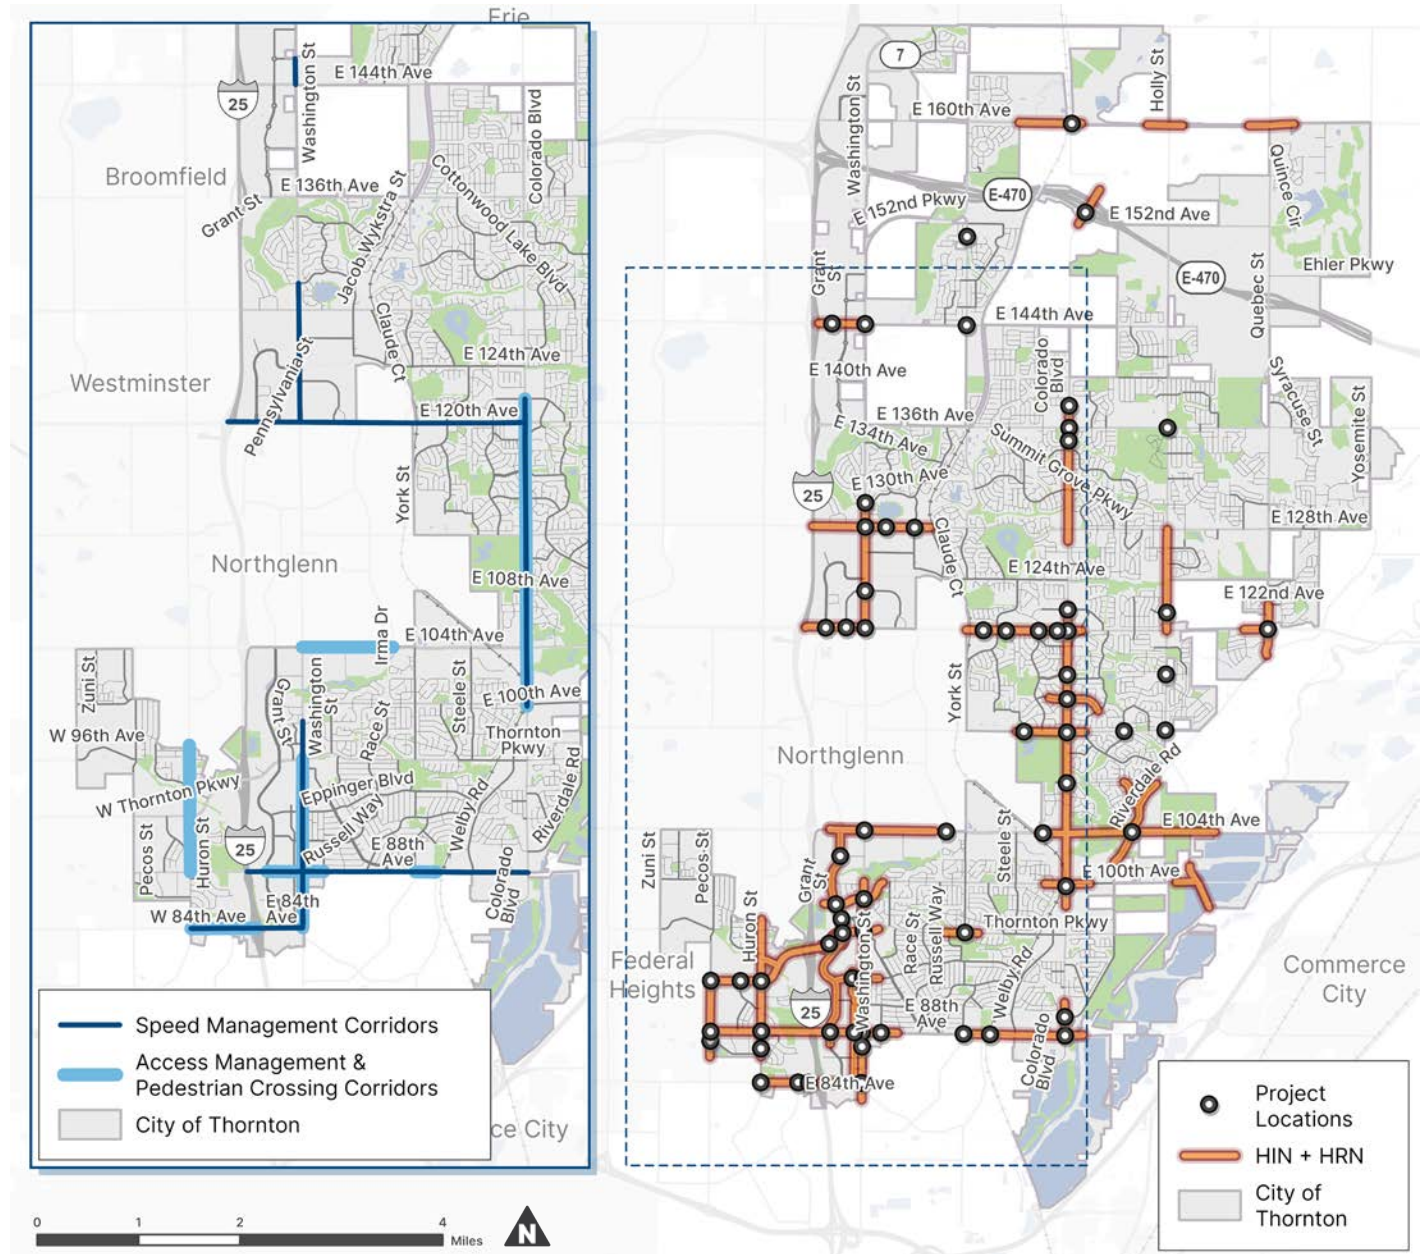 Erie
Washington St
E 144th Ave
25
Colorado Blvd
Broomfield
E 136th Ave
Grant St
Jacob Wykstra St
Cottonwood Lake Blvd
Claude Ct
E 124th Ave
Westminster
Pennsylvania St
E 120th Ave
York St
Northglenn
E 108th Ave
Irma Dr
E 104th Ave
Zuni St
Grant St
Washington
St
Race St
Steele St
E 100th Ave
W 96th Ave
Thornton
Pkwy
W Thornton Pkwy
Eppinger Blvd
Russell Way
Welby Rd
Riverdale Rd
Pecos St
Huron St
25
E 88th
Ave
Colorado
Blvd
W 84th Ave
E 84th
Ave
Speed Management Corridors
Access Management &
Pedestrian Crossing Corridors
City of Thornton
ce City
0
1
2
4
Miles
N
7
Washington St
E 160th Ave
Holly St
E 152nd Pkwy
E-470
E 152nd Ave
Quince Cir
Grant
St
E-470
Quebec St
Ehler Pkwy
E 144th Ave
E 140th Ave
Colorado
Blvd
E 136th Ave
E 134th Ave
Summit Grove Pkwy
Syracuse St
Yosemite St
E 130th Ave
25
E 128th Ave
Claude Ct
E 124th Ave
E 122nd Ave
York St
Northglenn
Riverdale Rd
E 104th Ave
Zuni St
Pecos St
Grant
St
Steele St
E 100th Ave
Huron St
Washington St
Race St
Russell Way
Thornton Pkwy
Federal
Heights
Welby Rd
Commerce
City
25
E 88th
Ave
Colorado
Blvd
E 84th Ave
Project
Locations
HIN + HRN
City of
Thornton